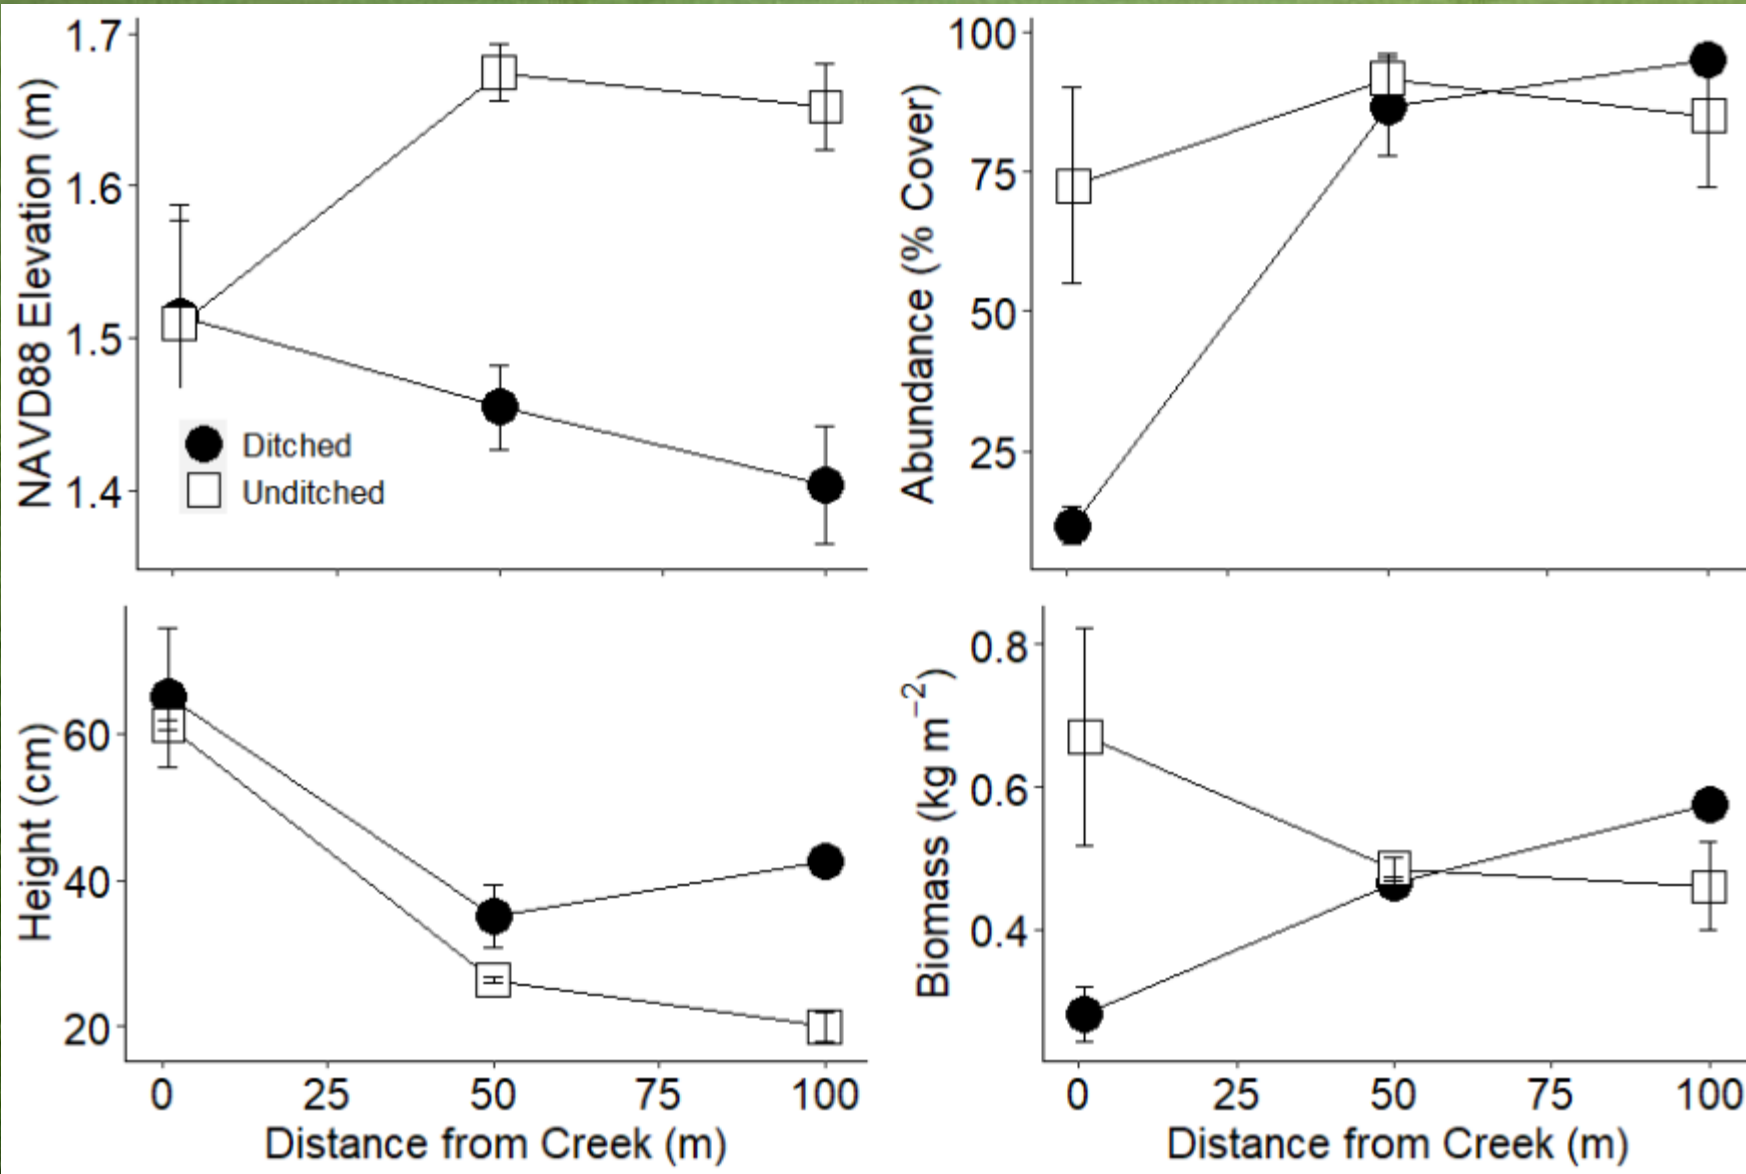 NAVD88 Elevation (m)
1.7
1.6
1.5
1.4
Ditched
Unditched
Abundance (% Cover)
100
75
50
25
Height (cm)
60
40
20
0 25 50 75 100
Distance from Creek (m)
Biomass (kg m⁻²)
0.8
0.6
0.4
0 25 50 75 100
Distance from Creek (m)